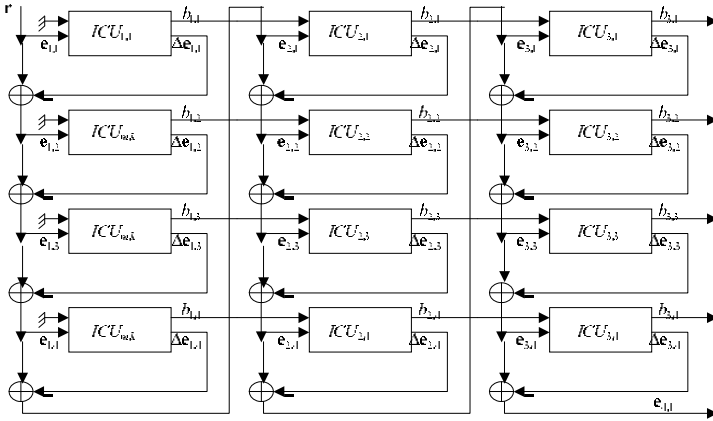 r
ICU1,1 b1,1 ICU2,1 b2,1 ICU3,1 b3,1
e1,1 Δe1,1 e2,1 Δe2,1 e3,1 Δe3,1
ICUm,k b1,2 ICU2,2 b2,2 ICU3,2 b3,2
e1,2 Δe1,2 e2,2 Δe2,2 e3,2 Δe3,2
ICUm,k b1,3 ICU2,3 b2,3 ICU3,3 b3,3
e1,3 Δe1,3 e2,3 Δe2,3 e3,3 Δe3,3
ICUm,k b1,4 ICU2,4 b2,4 ICU3,4 b3,4
e1,4 Δe1,4 e2,4 Δe2,4 e3,4 Δe3,4
e4,1